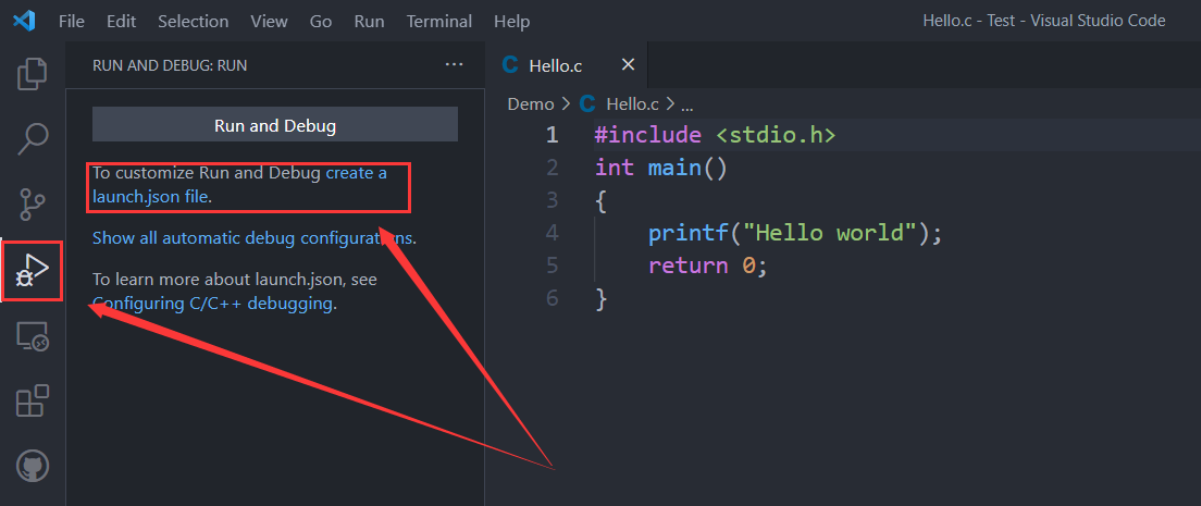 File Edit Selection View Go Run Terminal Help Hello.c - Test - Visual Studio Code
RUN AND DEBUG: RUN ···
Run and Debug
To customize Run and Debug create a
launch.json file.
Show all automatic debug configurations.
To learn more about launch.json, see
Configuring C/C++ debugging.
C Hello.c ×
Demo > C Hello.c > ...
1 #include <stdio.h>
2 int main()
3 {
4     printf("Hello world");
5     return 0;
6 }